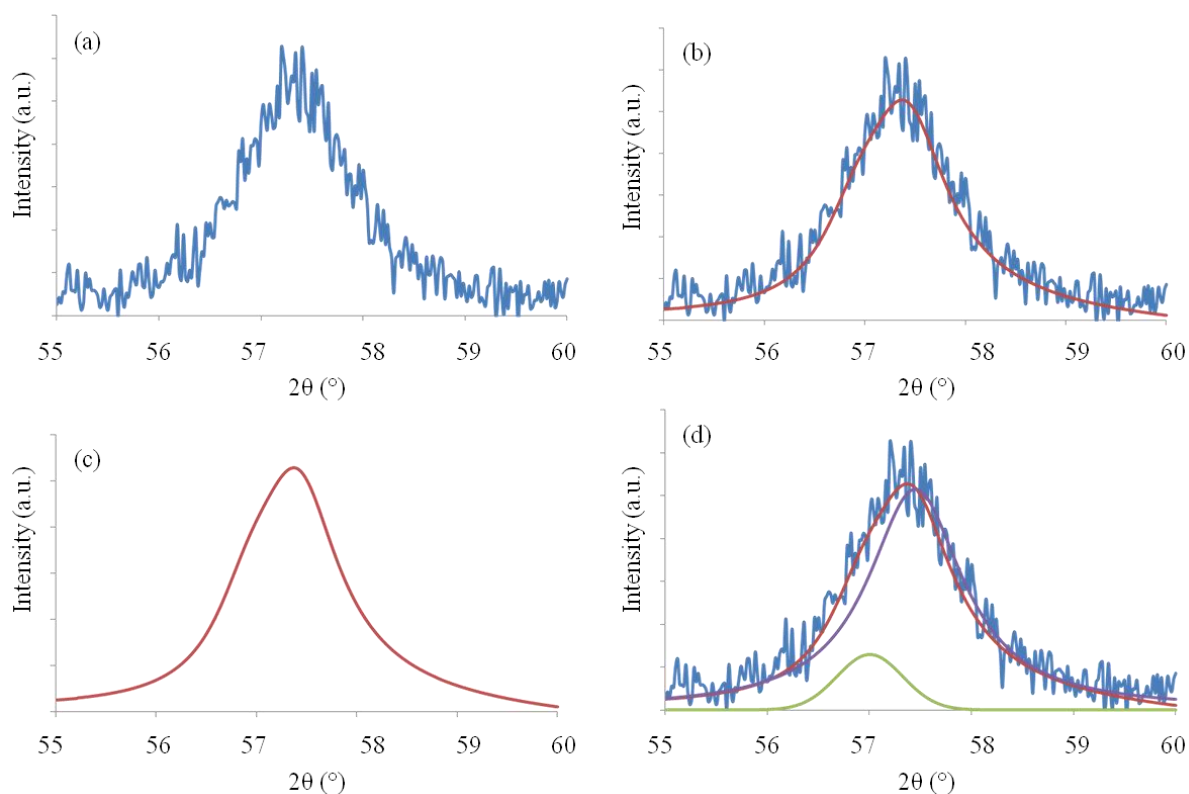 (a)
Intensity (a.u.)
55 56 57 58 59 60
2θ (°)
(b)
Intensity (a.u.)
55 56 57 58 59 60
2θ (°)
(c)
Intensity (a.u.)
55 56 57 58 59 60
2θ (°)
(d)
Intensity (a.u.)
55 56 57 58 59 60
2θ (°)